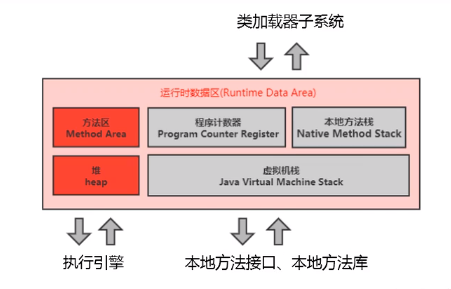 类加载器子系统
运行时数据区(Runtime Data Area)
方法区
Method Area
程序计数器
Program Counter Register
本地方法栈
Native Method Stack
堆
heap
虚拟机栈
Java Virtual Machine Stack
执行引擎
本地方法接口、本地方法库